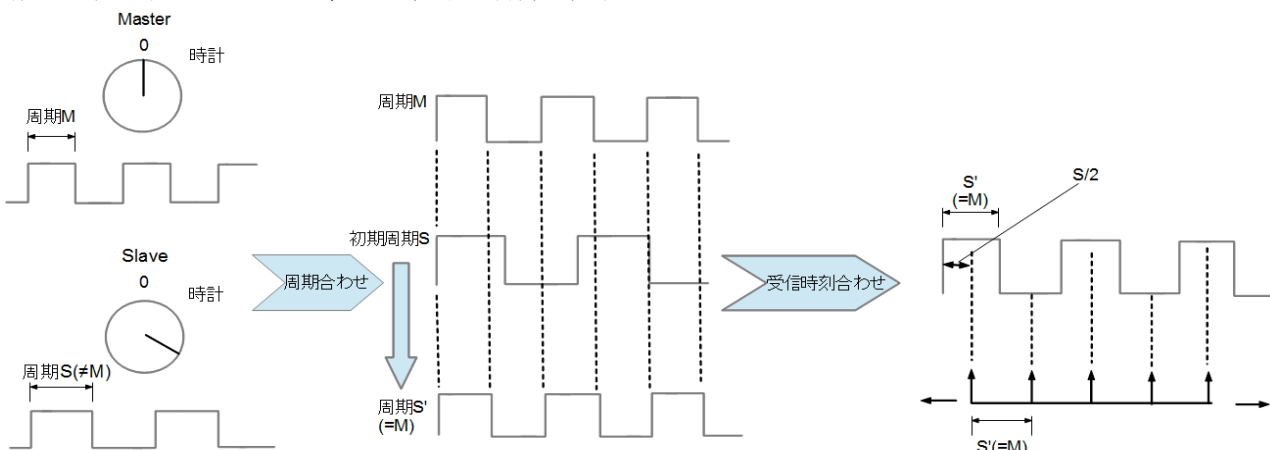 Master
0
時計
周期M
Slave
0
時計
周期S(≠M)
周期合わせ
周期M
初期周期S
周期S'
(=M)
受信時刻合わせ
S'
(=M)
S/2
S'(=M)